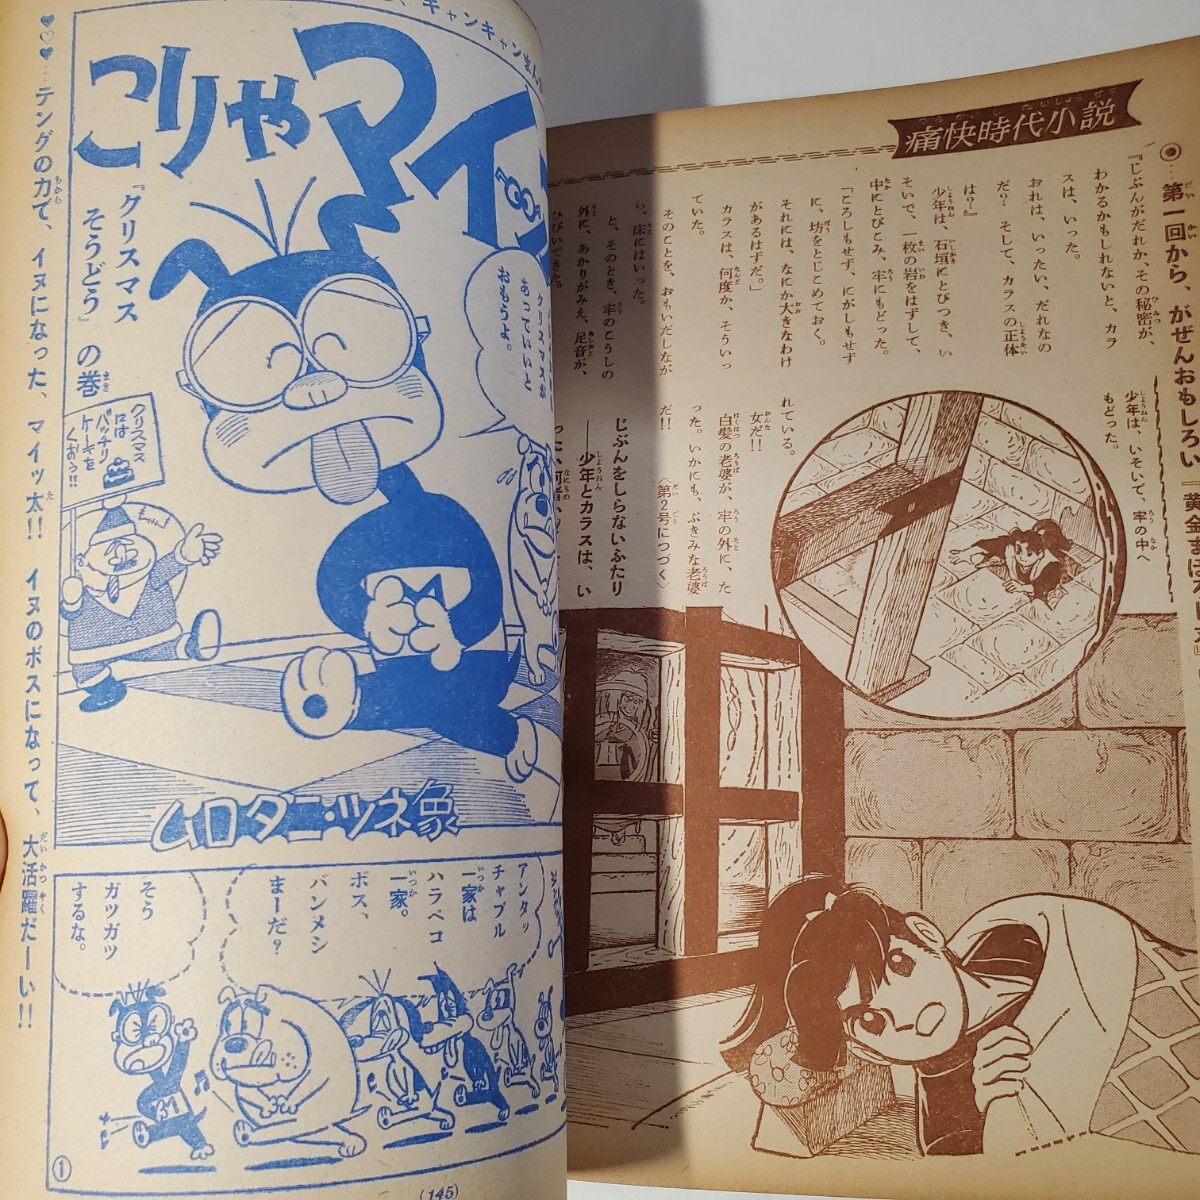 痛快時代小説
第一回から、がぜんおもしろい『黄金
『じぶんがだれか、その秘密が、
わかるかもしれないと、カラ
スは、いった。
おれは、いったい、だれなの
だ？そして、カラスの正体
は？』
少年は、石垣にとびつき、い
そいで、一枚の岩をはずして、
中にとびこみ、牢にもどった。
「ころしもせず、にがしもせず
に、坊をとじこめておく。
それには、なにか大きなわけ
があるはずだ。」
カラスは、何度か、そういっ
ていた。
そのことを、おもいだしなが
ら、床にはいった。
と、そのとき、牢のこうしの
外に、あかりがみえ、足音が、
ひびいてきた。
少年は、いそいで、牢の中へ
もどった。
じぶんをしらないふたり
──少年とカラスは、い
れている。
女だ!!
白髪の老婆が、牢の外に、た
った。いかにも、ぶきみな老婆
だ!!
〈第2号につづく〉
キャンキャンまんが
こりゃマイッ
『クリスマス
そうどう』の巻
♥♡♥…テングの力で、イヌになった、マイッ太!!　イヌのボスになって、大活躍だーい!!
クリスマスが
あっていいと
おもうよ。
クリスマス
には
バッチリ
ケーキを
くおう!!
ムロタニ・ツネ象
アンタッ
チャブル
一家は
ハラペコ
一家。
ボス、
バンメシ
まーだ？
そう
ガツガツ
するな。
①
(145)